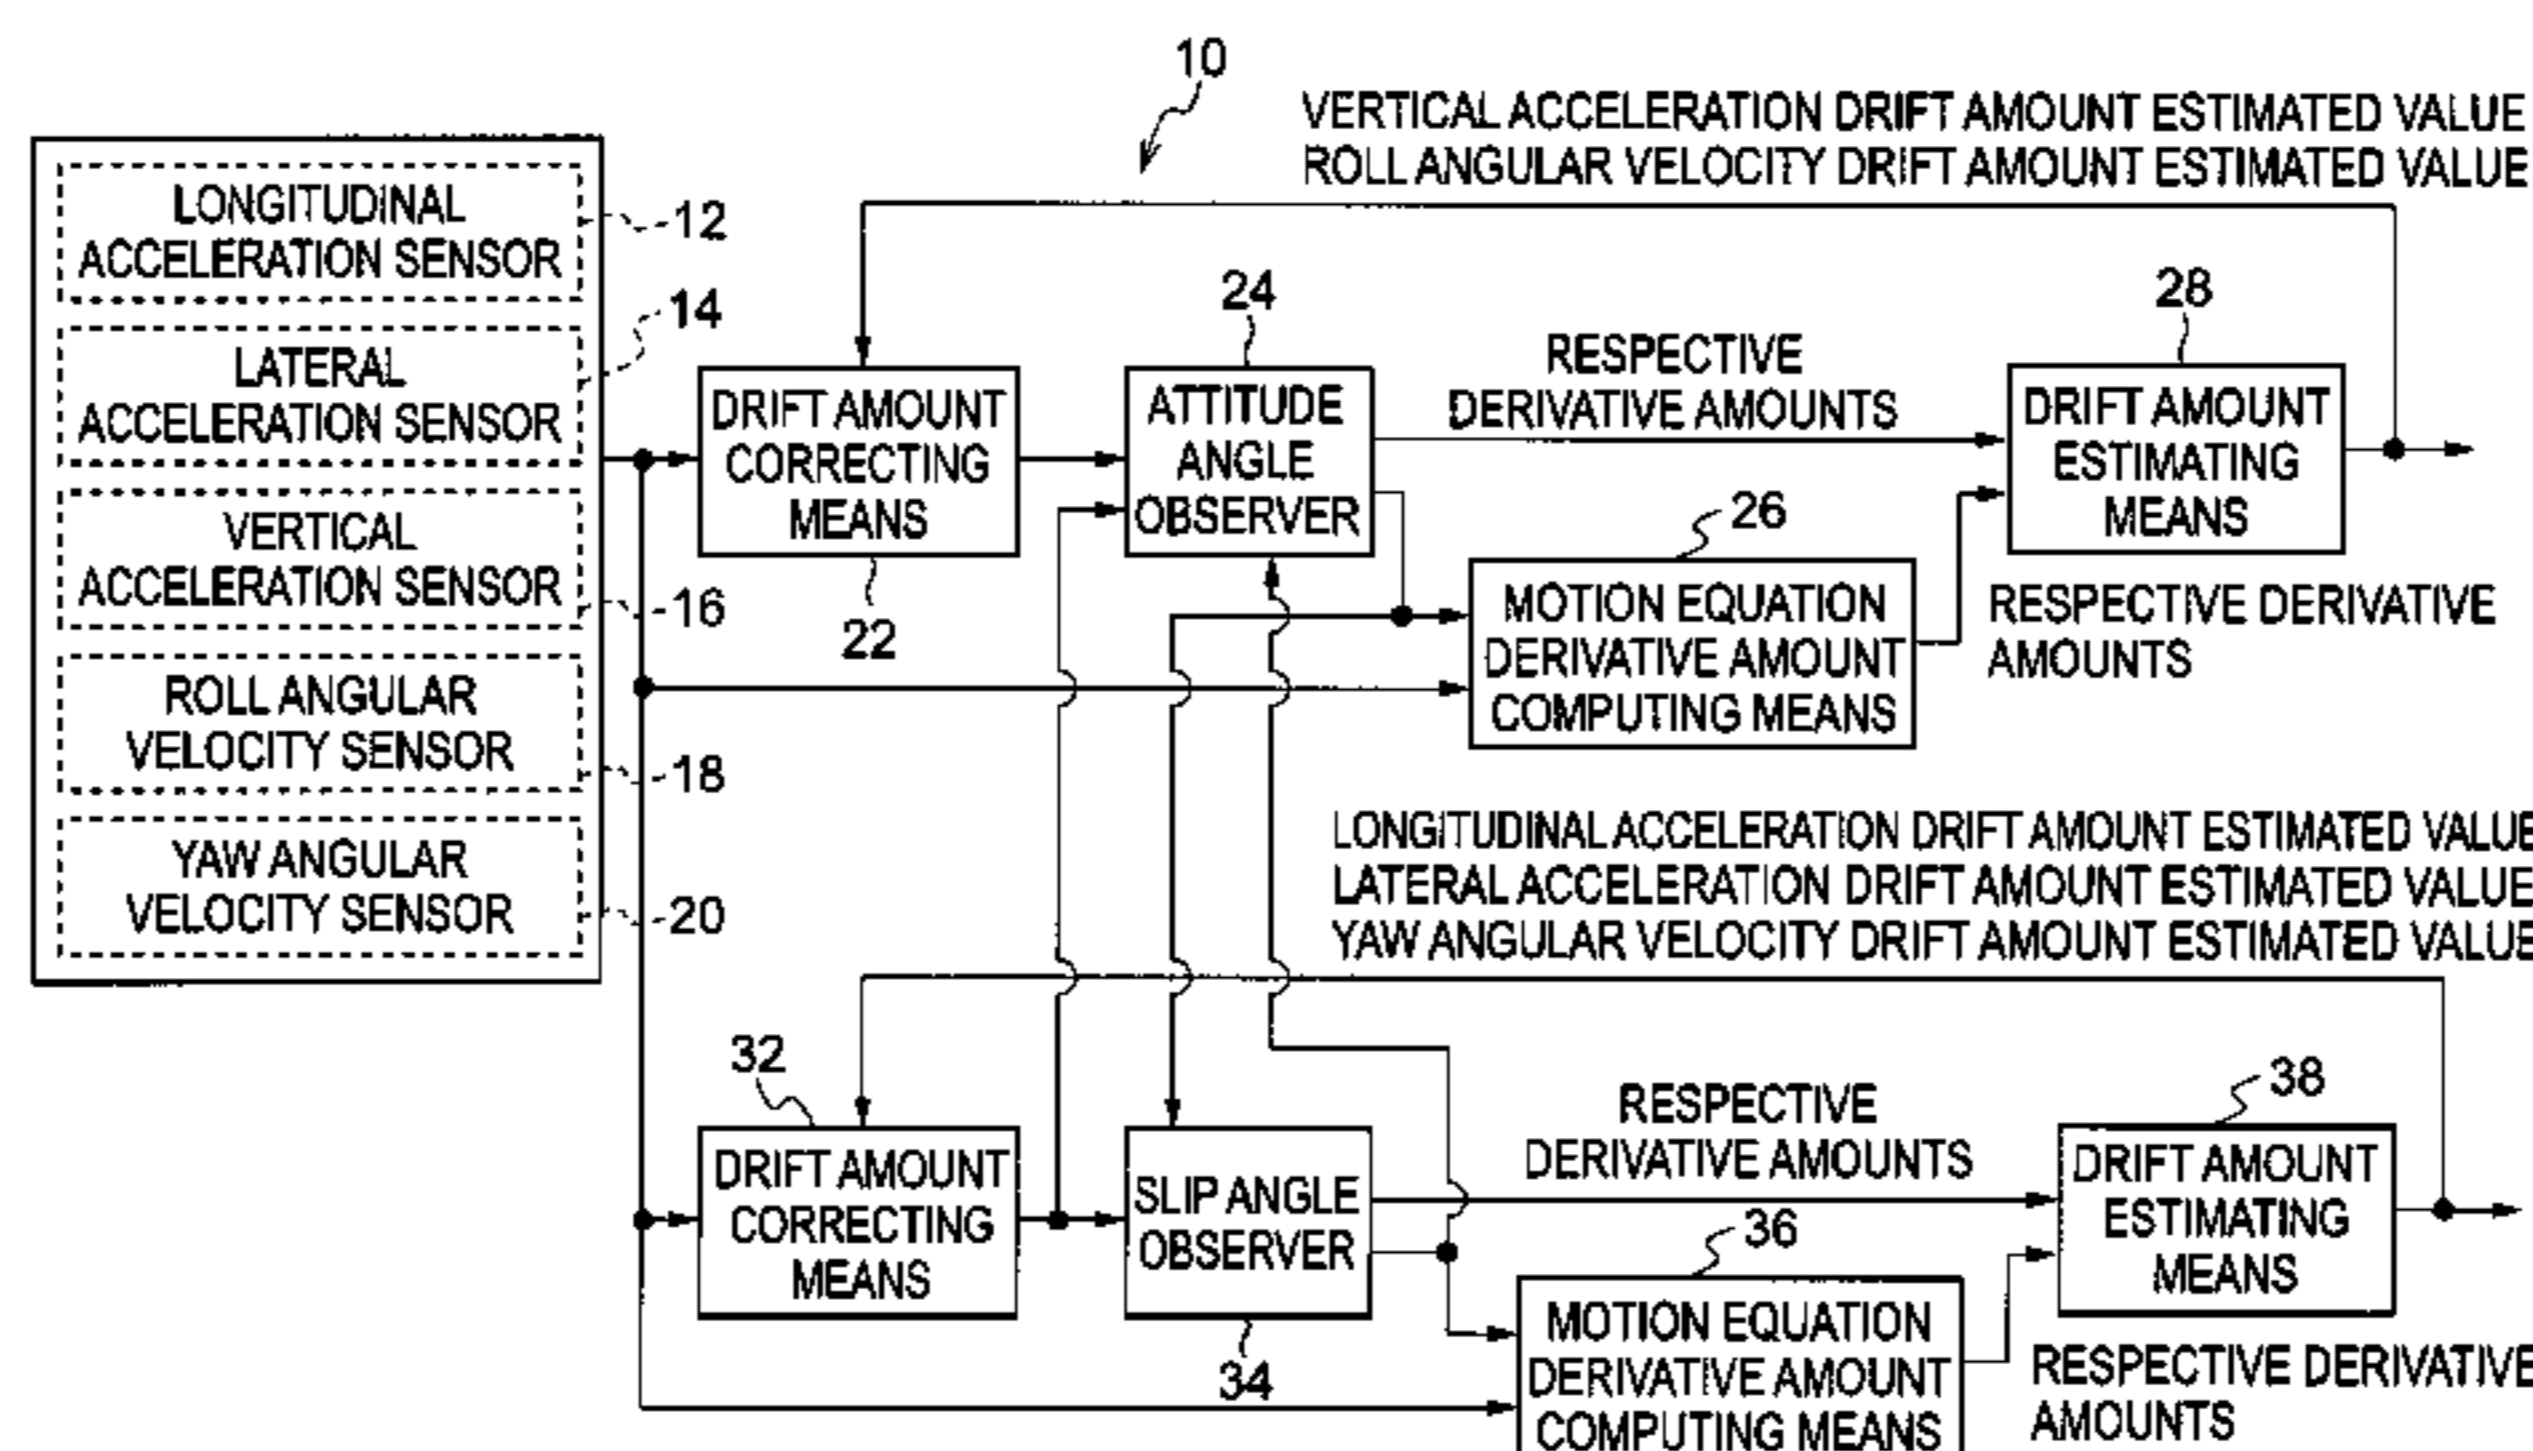 10
VERTICAL ACCELERATION DRIFT AMOUNT ESTIMATED VALUE
ROLL ANGULAR VELOCITY DRIFT AMOUNT ESTIMATED VALUE
LONGITUDINAL
ACCELERATION SENSOR
12
LATERAL
ACCELERATION SENSOR
14
VERTICAL
ACCELERATION SENSOR
16
ROLL ANGULAR
VELOCITY SENSOR
18
YAW ANGULAR
VELOCITY SENSOR
20
DRIFT AMOUNT
CORRECTING
MEANS
22
24
ATTITUDE
ANGLE
OBSERVER
RESPECTIVE
DERIVATIVE AMOUNTS
26
MOTION EQUATION
DERIVATIVE AMOUNT
COMPUTING MEANS
28
DRIFT AMOUNT
ESTIMATING
MEANS
RESPECTIVE DERIVATIVE
AMOUNTS
LONGITUDINAL ACCELERATION DRIFT AMOUNT ESTIMATED VALUE
LATERAL ACCELERATION DRIFT AMOUNT ESTIMATED VALUE
YAW ANGULAR VELOCITY DRIFT AMOUNT ESTIMATED VALUE
32
DRIFT AMOUNT
CORRECTING
MEANS
SLIP ANGLE
OBSERVER
34
RESPECTIVE
DERIVATIVE AMOUNTS
36
MOTION EQUATION
DERIVATIVE AMOUNT
COMPUTING MEANS
38
DRIFT AMOUNT
ESTIMATING
MEANS
RESPECTIVE DERIVATIVE
AMOUNTS